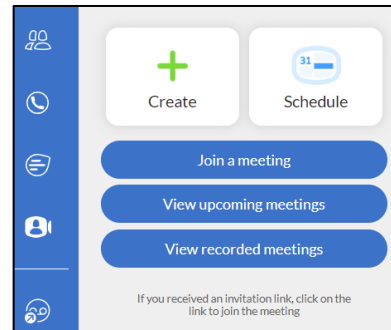 31
Create
Schedule
Join a meeting
View upcoming meetings
View recorded meetings
If you received an invitation link, click on the
link to join the meeting